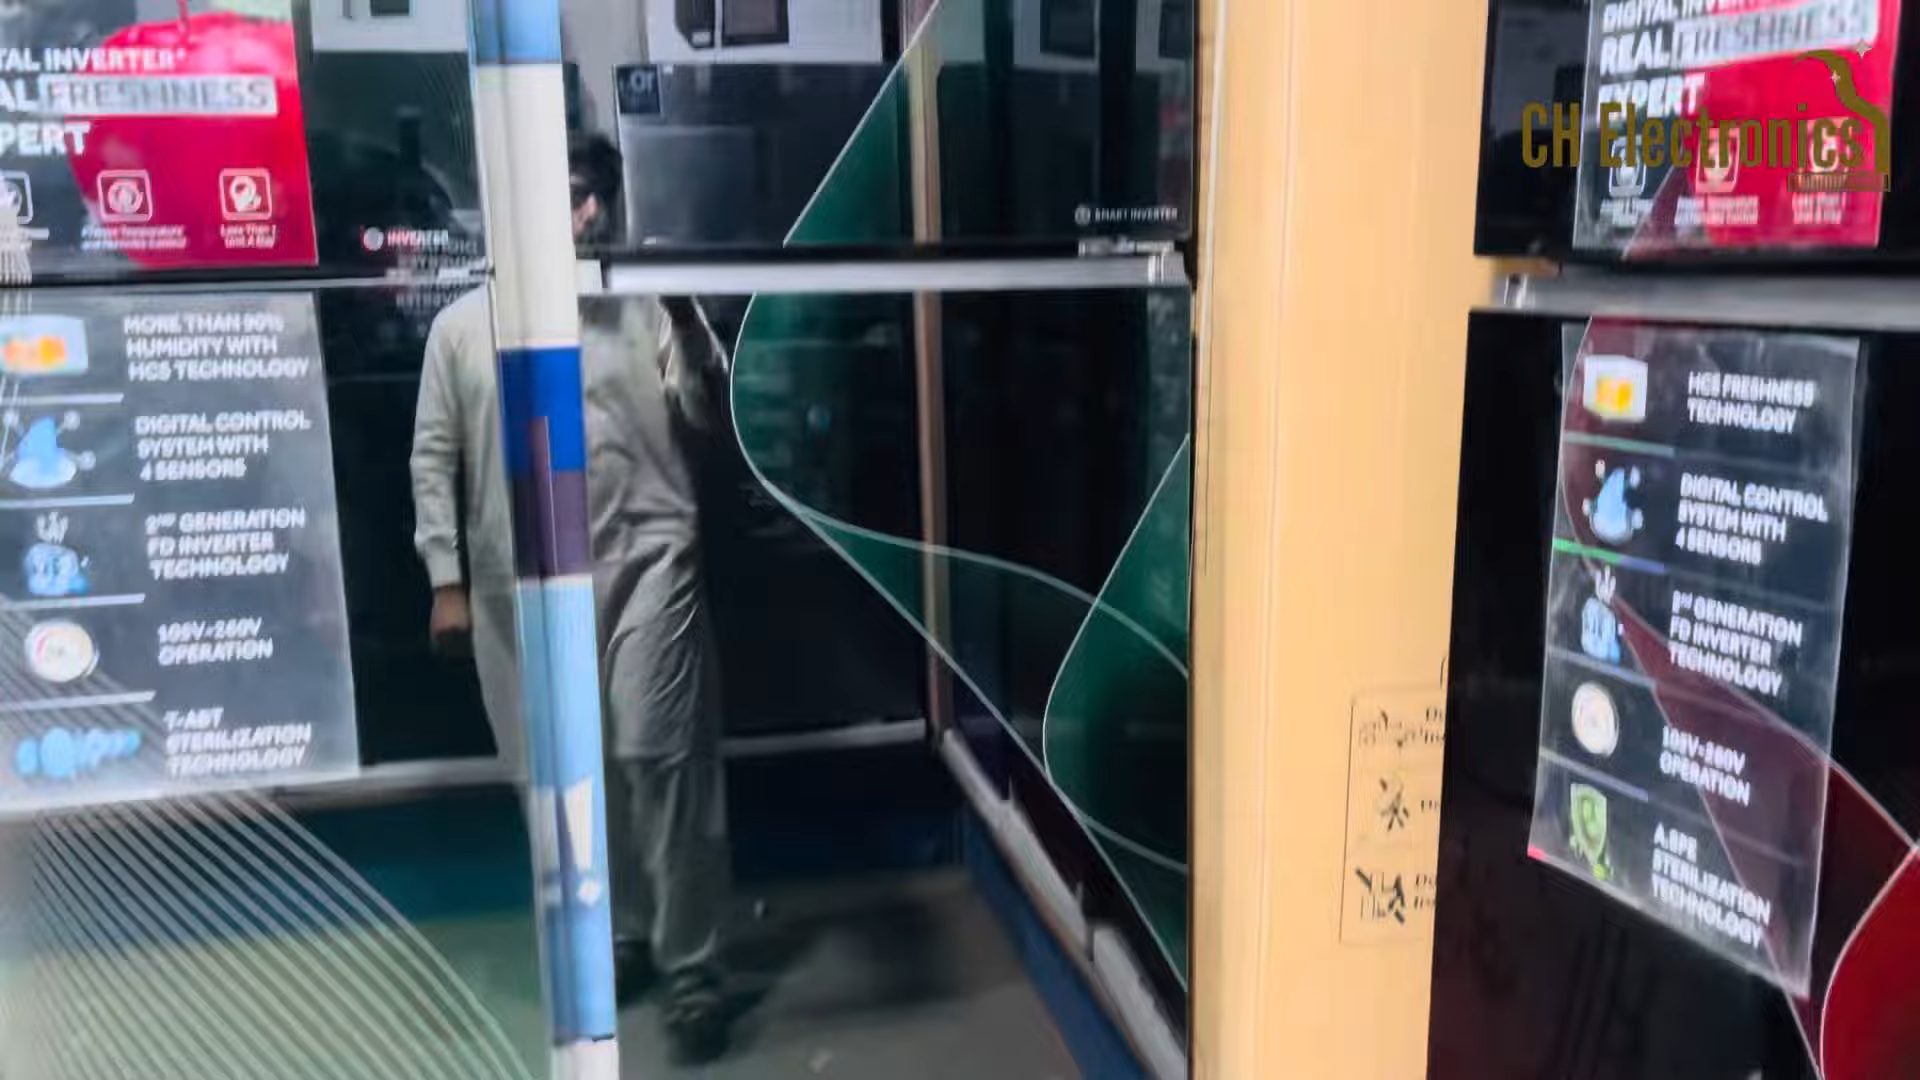 TAL INVERTER*
AL FRESHNESS
PERT
INVERTER
MORE THAN 90%
HUMIDITY WITH
HCS TECHNOLOGY
DIGITAL CONTROL
SYSTEM WITH
4 SENSORS
2ND GENERATION
FD INVERTER
TECHNOLOGY
105V-260V
OPERATION
T-ABT
STERILIZATION
TECHNOLOGY
SMART INVERTER
DIGITAL INVER
REAL FRESHNESS
EXPERT
CH Electronics
HCS FRESHNESS
TECHNOLOGY
DIGITAL CONTROL
SYSTEM WITH
4 SENSORS
2ND GENERATION
FD INVERTER
TECHNOLOGY
105V-260V
OPERATION
STERILIZATION
TECHNOLOGY